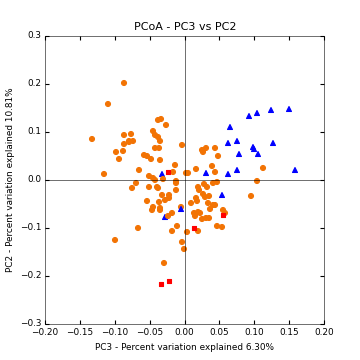 PCoA - PC3 vs PC2
0.3
0.2
0.1
0.0
−0.1
−0.2
−0.3
PC2 - Percent variation explained 10.81%
−0.20 −0.15 −0.10 −0.05 0.00 0.05 0.10 0.15 0.20
PC3 - Percent variation explained 6.30%